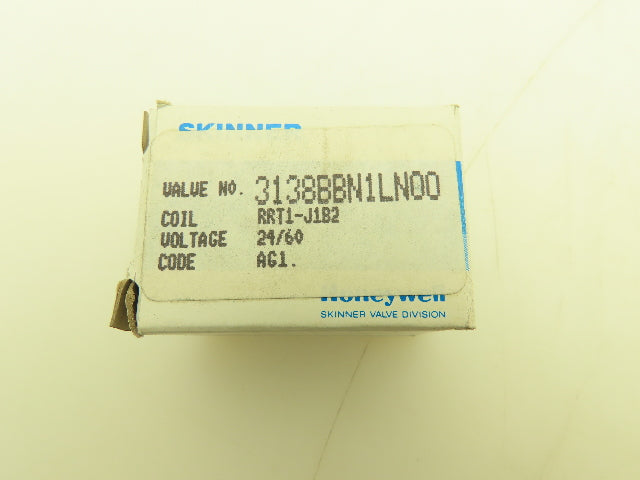 SKINNER
VALVE NO. 3138BBN1LN00
COIL RRT1-J1B2
VOLTAGE 24/60
CODE AG1.
Honeywell
SKINNER VALVE DIVISION